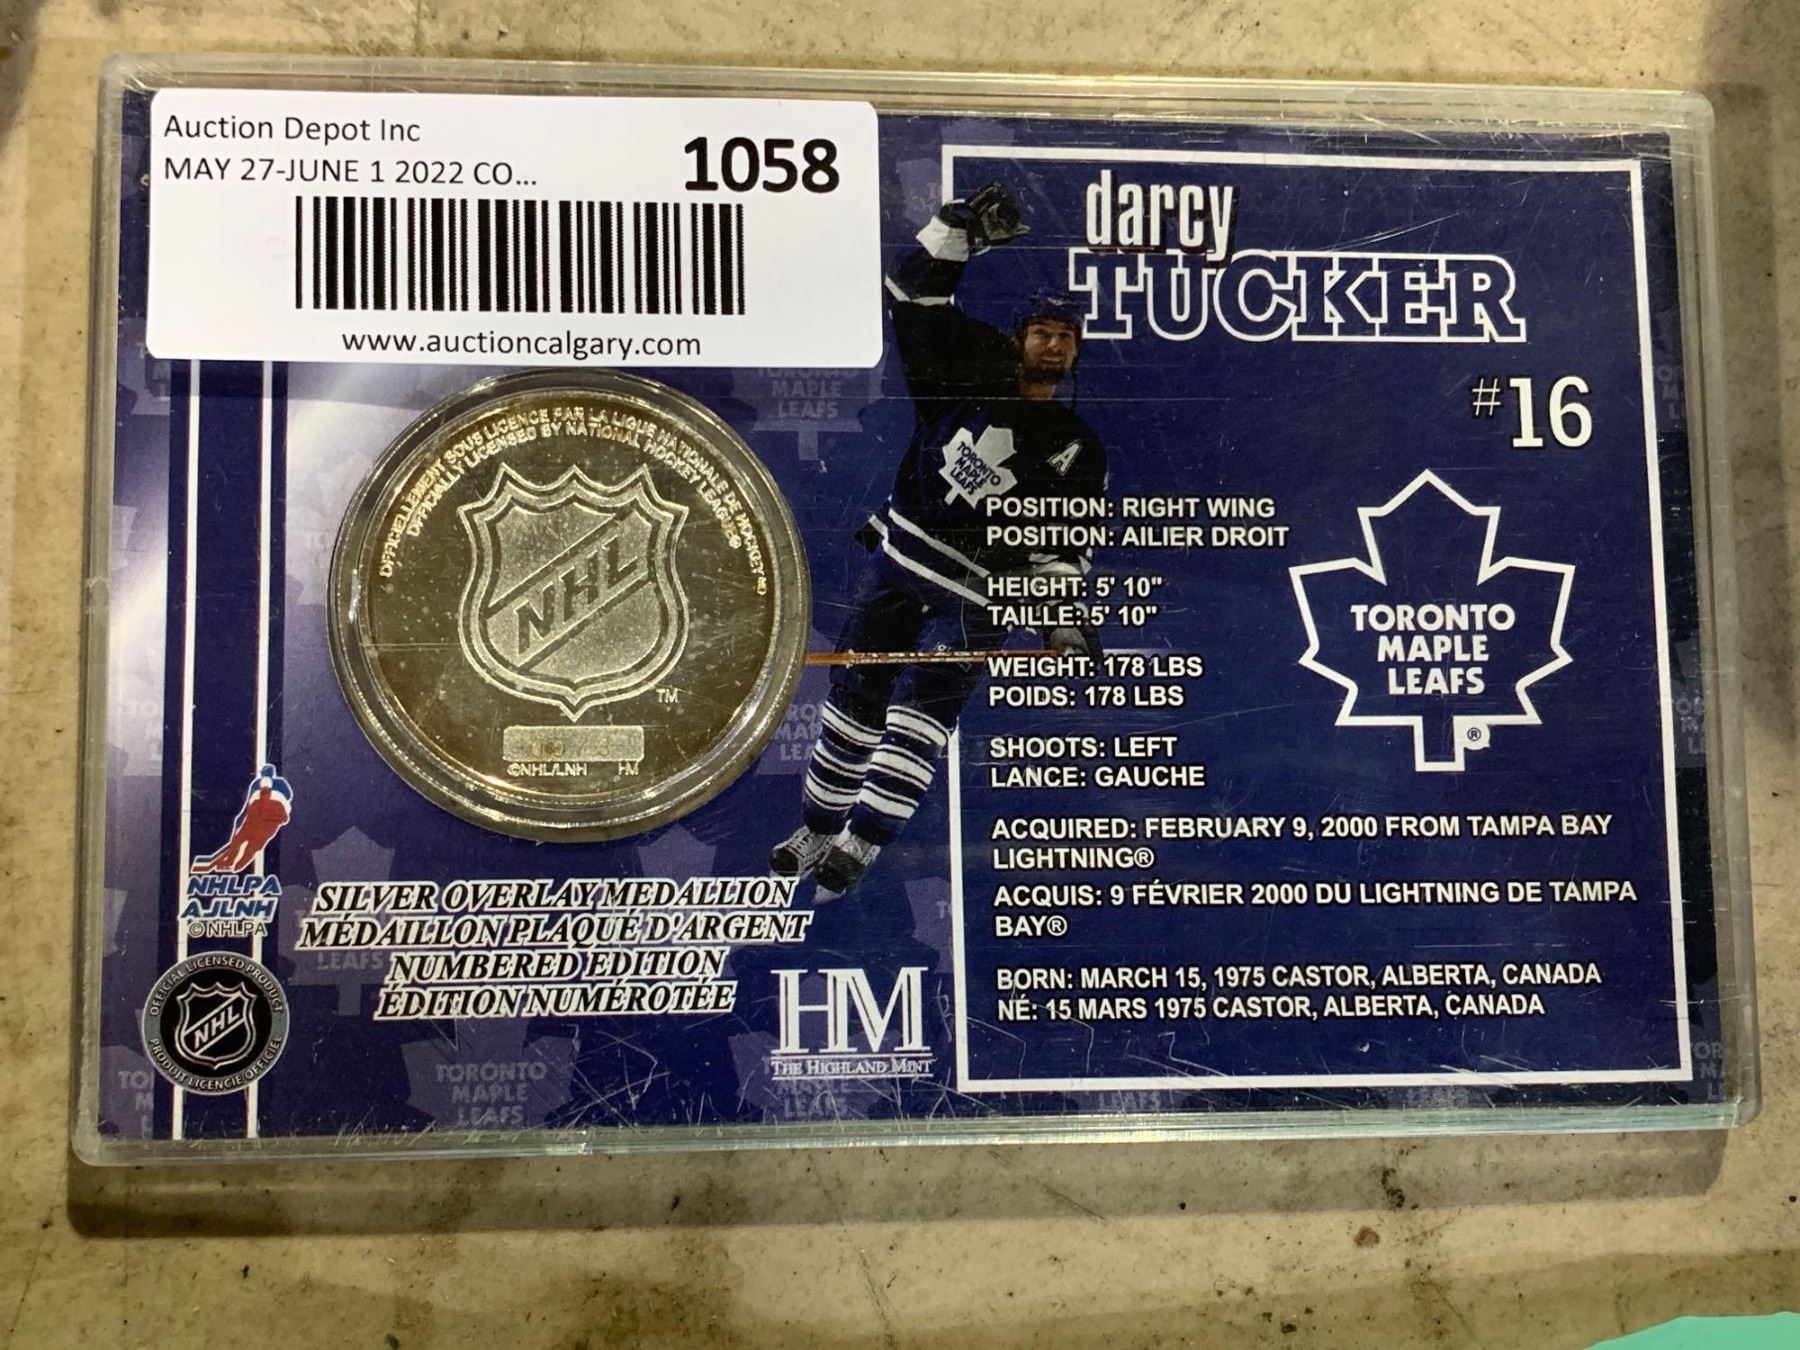 Auction Depot Inc
MAY 27-JUNE 1 2022 CO...
1058
www.auctioncalgary.com
darcy
TUCKER
#16
OFFICIELLEMENT SOUS LICENCE PAR LA LIGUE NATIONALE DE HOCKEY MD
OFFICIALLY LICENSED BY NATIONAL HOCKEY LEAGUE®
NHL
TM
©NHL/LNH HM
TORONTO
MAPLE
LEAFS
A
POSITION: RIGHT WING
POSITION: AILIER DROIT
HEIGHT: 5' 10"
TAILLE: 5' 10"
WEIGHT: 178 LBS
POIDS: 178 LBS
SHOOTS: LEFT
LANCE: GAUCHE
TORONTO
MAPLE
LEAFS
®
ACQUIRED: FEBRUARY 9, 2000 FROM TAMPA BAY
LIGHTNING®
ACQUIS: 9 FÉVRIER 2000 DU LIGHTNING DE TAMPA
BAY®
BORN: MARCH 15, 1975 CASTOR, ALBERTA, CANADA
NÉ: 15 MARS 1975 CASTOR, ALBERTA, CANADA
NHLPA
AJLNH
©NHLPA
OFFICIAL LICENSED PRODUCT
NHL
PRODUIT LICENCIE OFFICIEL
SILVER OVERLAY MEDALLION
MÉDAILLON PLAQUÉ D'ARGENT
NUMBERED EDITION
ÉDITION NUMÉROTÉE
HM
THE HIGHLAND MINT
TORONTO
MAPLE
LEAFS